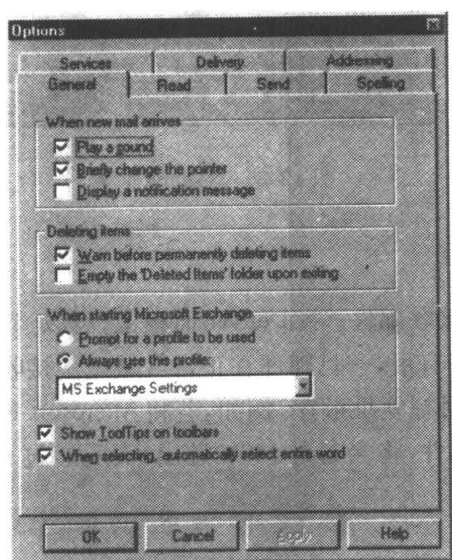 Options
Services Delivery Addressing
General Read Send Spelling
When new mail arrives
Play a sound
Briefly change the pointer
Display a notification message
Deleting items
Warn before permanently deleting items
Empty the 'Deleted Items' folder upon exiting
When starting Microsoft Exchange
Prompt for a profile to be used
Always use this profile:
MS Exchange Settings
Show ToolTips on toolbars
When selecting, automatically select entire word
OK Cancel Apply Help